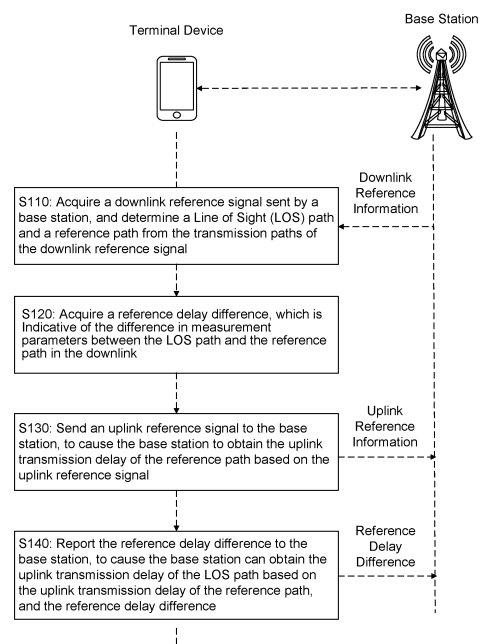 Base Station
Terminal Device
Downlink
Reference
Information
S110: Acquire a downlink reference signal sent by a
base station, and determine a Line of Sight (LOS) path
and a reference path from the transmission paths of
the downlink reference signal
S120: Acquire a reference delay difference, which is
Indicative of the difference in measurement
parameters between the LOS path and the reference
path in the downlink
Uplink
Reference
Information
S130: Send an uplink reference signal to the base
station, to cause the base station to obtain the uplink
transmission delay of the reference path based on the
uplink reference signal
Reference
Delay
Difference
S140: Report the reference delay difference to the
base station, to cause the base station can obtain the
uplink transmission delay of the LOS path based on
the uplink transmission delay of the reference path,
and the reference delay difference